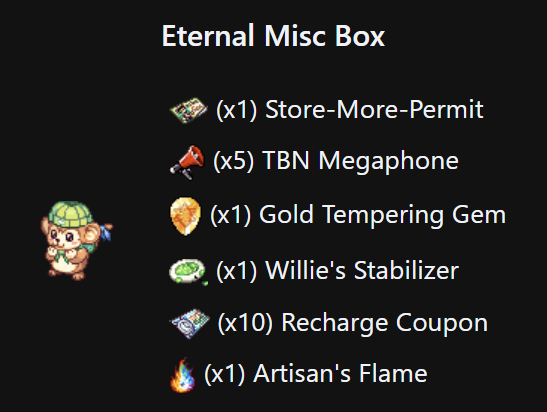 Eternal Misc Box
(x1) Store-More-Permit
(x5) TBN Megaphone
(x1) Gold Tempering Gem
(x1) Willie's Stabilizer
(x10) Recharge Coupon
(x1) Artisan's Flame